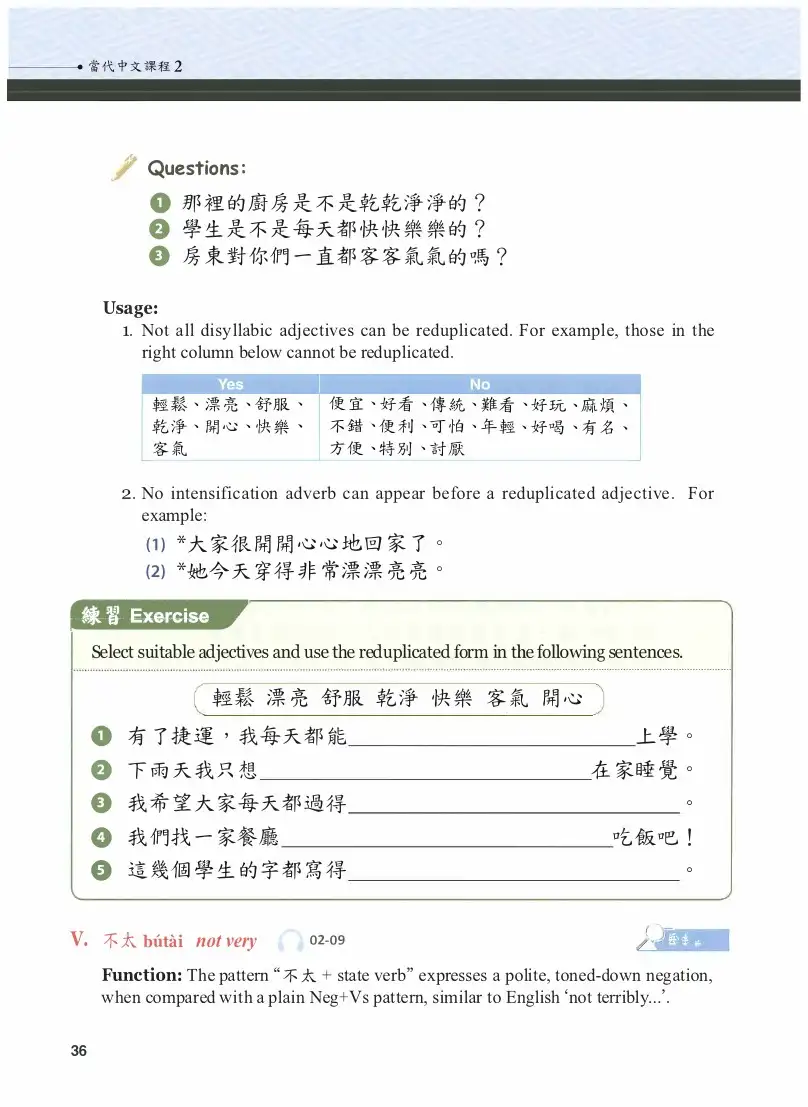 當代中文課程 2
Questions:
1 那裡的廚房是不是乾乾淨淨的？
2 學生是不是每天都快快樂樂的？
3 房東對你們一直都客客氣氣的嗎？
Usage:
1. Not all disyllabic adjectives can be reduplicated. For example, those in the
right column below cannot be reduplicated.
Yes No
輕鬆、漂亮、舒服、 便宜、好看、傳統、難看、好玩、麻煩、
乾淨、開心、快樂、 不錯、便利、可怕、年輕、好喝、有名、
客氣 方便、特別、討厭
2. No intensification adverb can appear before a reduplicated adjective. For
example:
(1) *大家很開開心心地回家了。
(2) *她今天穿得非常漂漂亮亮。
練習 Exercise
Select suitable adjectives and use the reduplicated form in the following sentences.
輕鬆 漂亮 舒服 乾淨 快樂 客氣 開心
1 有了捷運，我每天都能______上學。
2 下雨天我只想______在家睡覺。
3 我希望大家每天都過得______。
4 我們找一家餐廳______吃飯吧！
5 這幾個學生的字都寫得______。
V. 不太 bútài not very 02-09
Function: The pattern “不太 + state verb” expresses a polite, toned-down negation,
when compared with a plain Neg+Vs pattern, similar to English ‘not terribly...’.
36